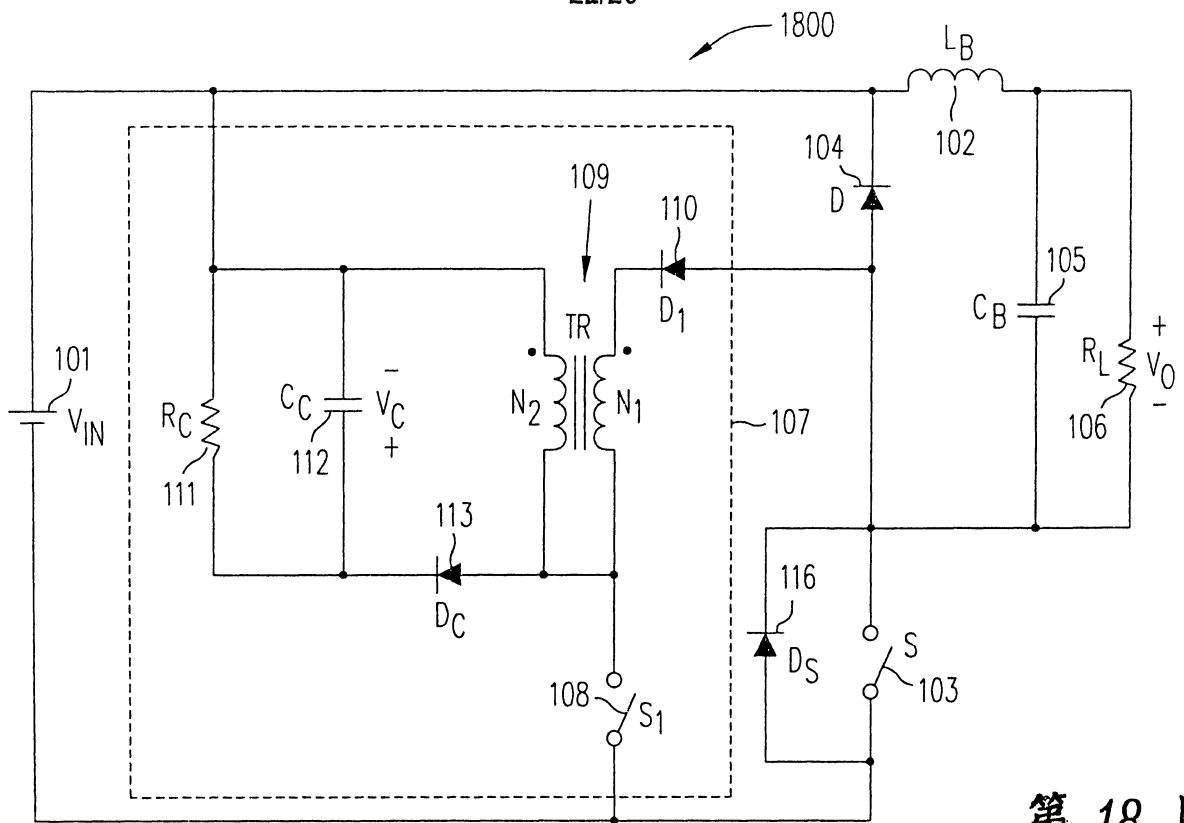 1800
L_B
102
104
D
109
110
D_1
TR
105
C_B
+
R_L
V_O
-
106
101
V_IN
R_C
111
C_C
112
-
V_C
+
N_2
N_1
107
113
D_C
116
D_S
S
103
108
S_1
第 18